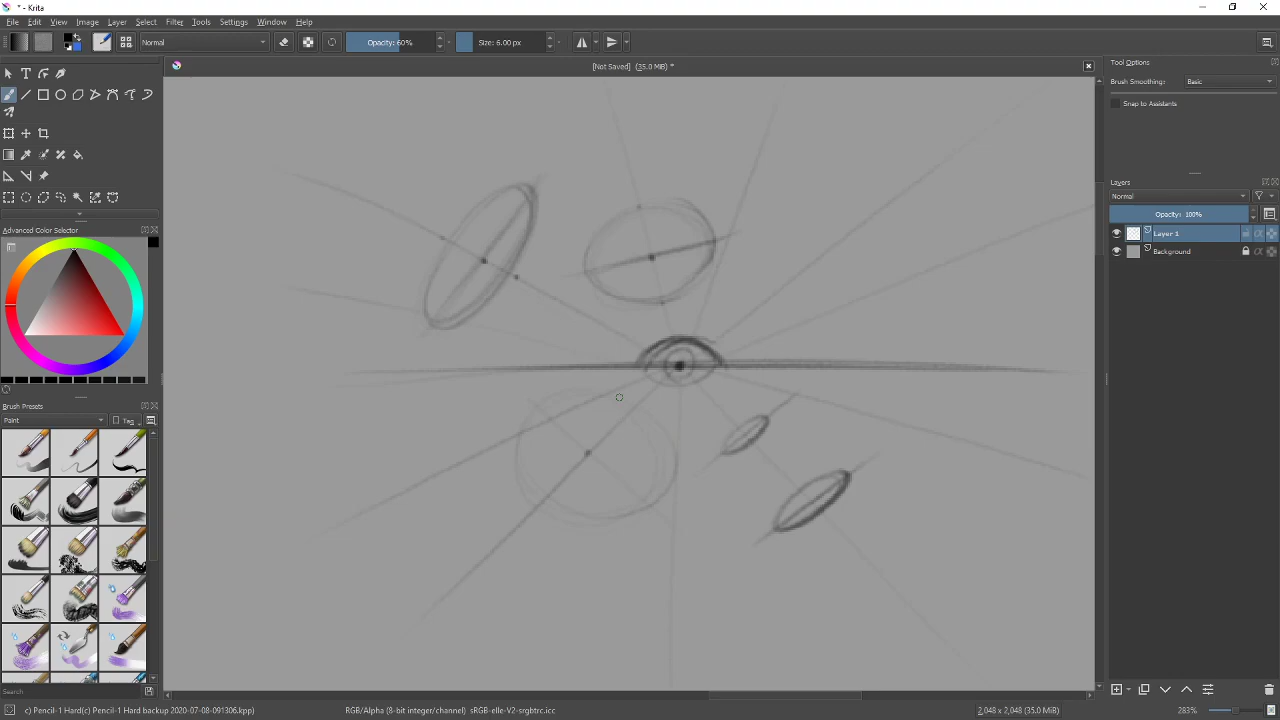 * - Krita
File Edit View Image Layer Select Filter Tools Settings Window Help
Normal Opacity: 60% Size: 6.00 px
[Not Saved] (35.0 MiB) *
Tool Options
Brush Smoothing: Basic
Snap to Assistants
Layers
Normal
Opacity: 100%
Layer 1
Background
Advanced Color Selector
Brush Presets
Paint Tag
Search
c) Pencil-1 Hard(c) Pencil-1 Hard backup 2020-07-08-091306.kpp) RGB/Alpha (8-bit integer/channel) sRGB-elle-V2-srgbtrc.icc 2,048 x 2,048 (35.0 MiB) 283%